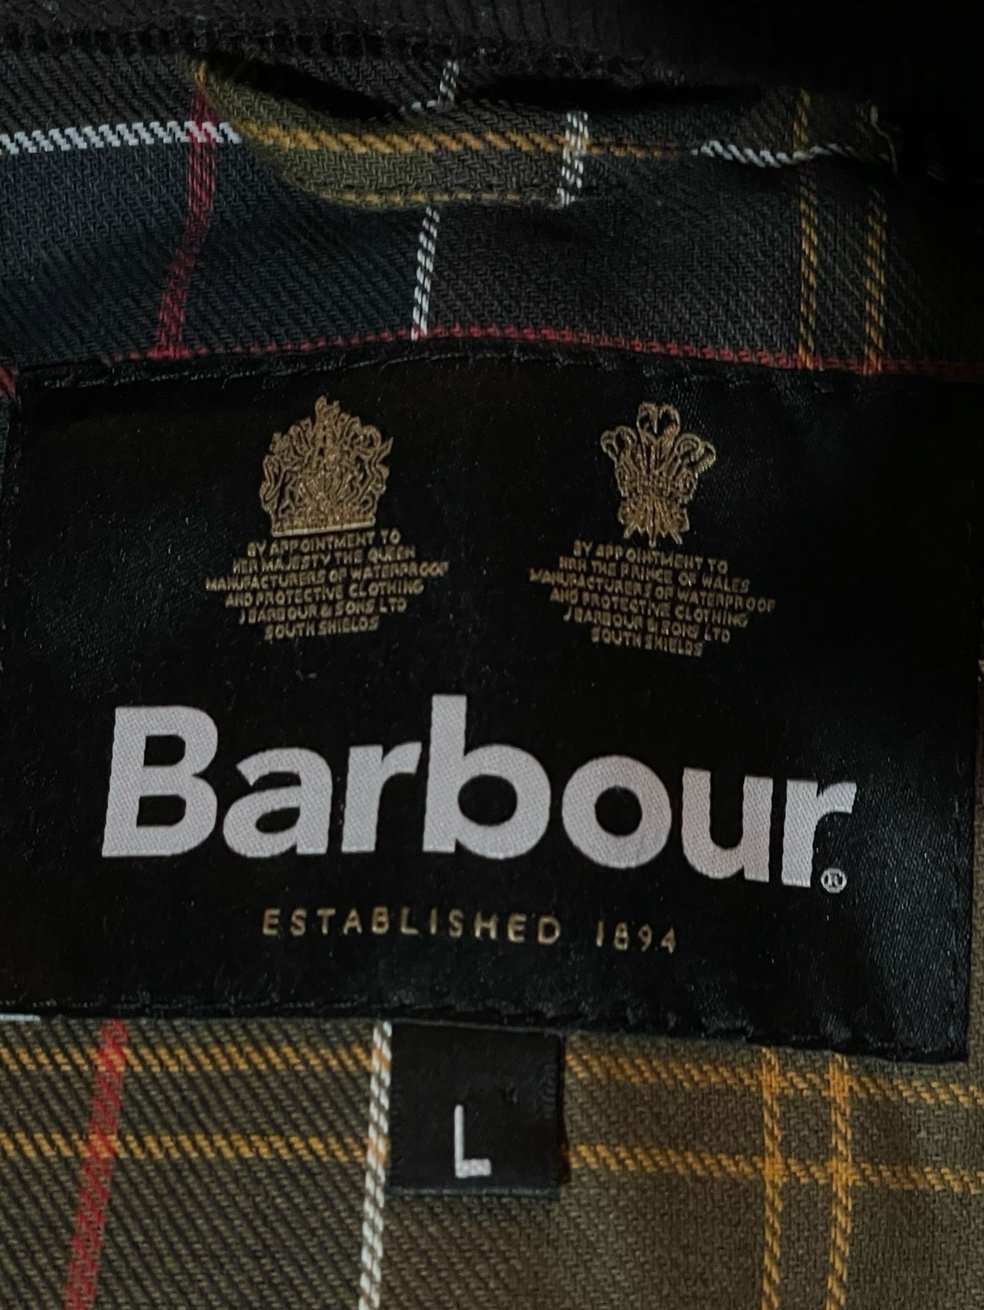 BY APPOINTMENT TO
HER MAJESTY THE QUEEN
MANUFACTURERS OF WATERPROOF
AND PROTECTIVE CLOTHING
J BARBOUR & SONS LTD
SOUTH SHIELDS
BY APPOINTMENT TO
HRH THE PRINCE OF WALES
MANUFACTURERS OF WATERPROOF
AND PROTECTIVE CLOTHING
J BARBOUR & SONS LTD
SOUTH SHIELDS
Barbour®
ESTABLISHED 1894
L